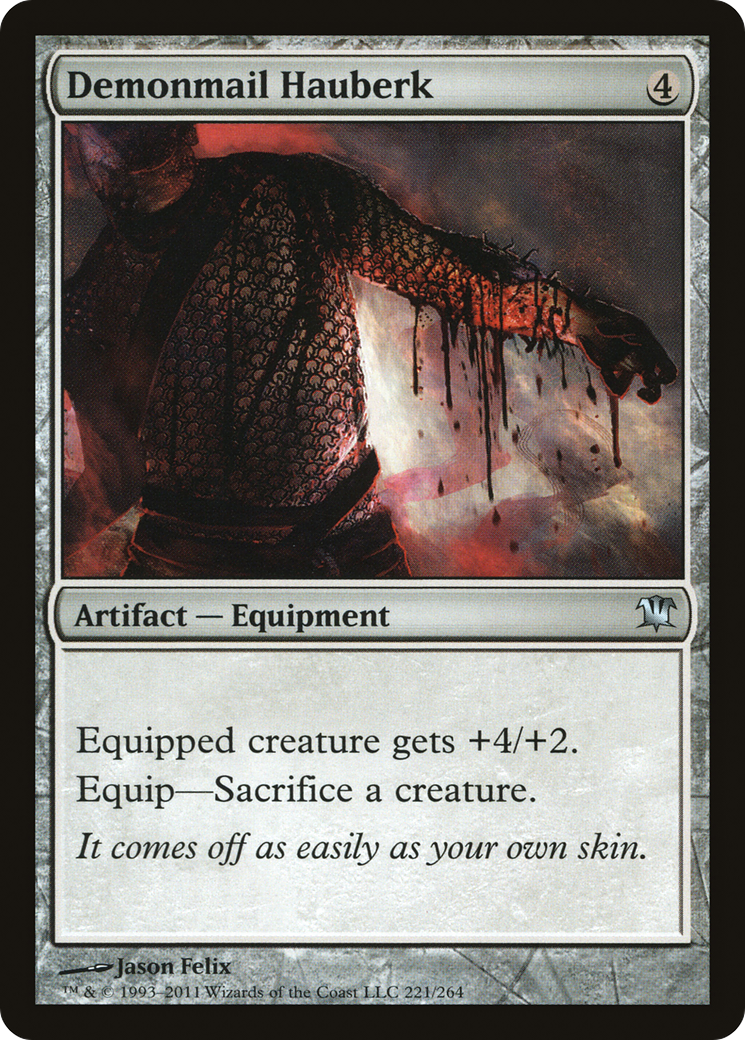 Demonmail Hauberk 4
Artifact — Equipment
Equipped creature gets +4/+2.
Equip—Sacrifice a creature.
It comes off as easily as your own skin.
Jason Felix
™ & © 1993–2011 Wizards of the Coast LLC 221/264